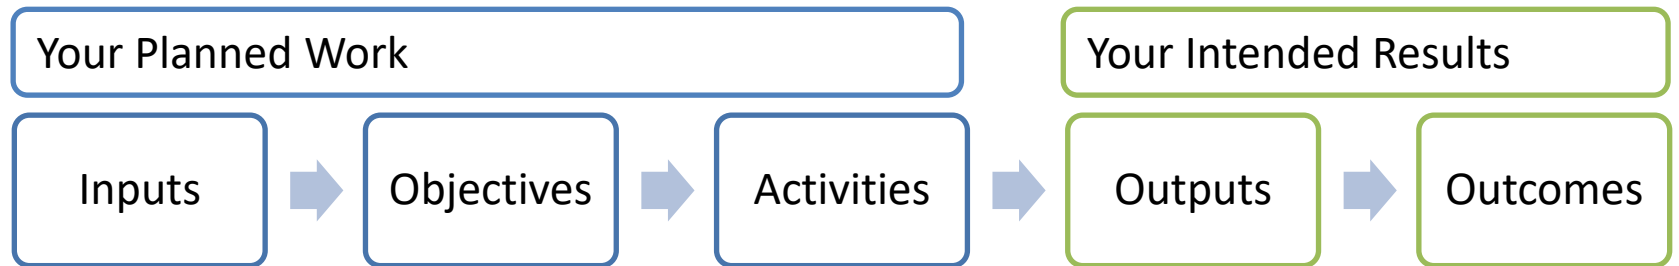 Your Planned Work
Your Intended Results
Inputs
Objectives
Activities
Outputs
Outcomes